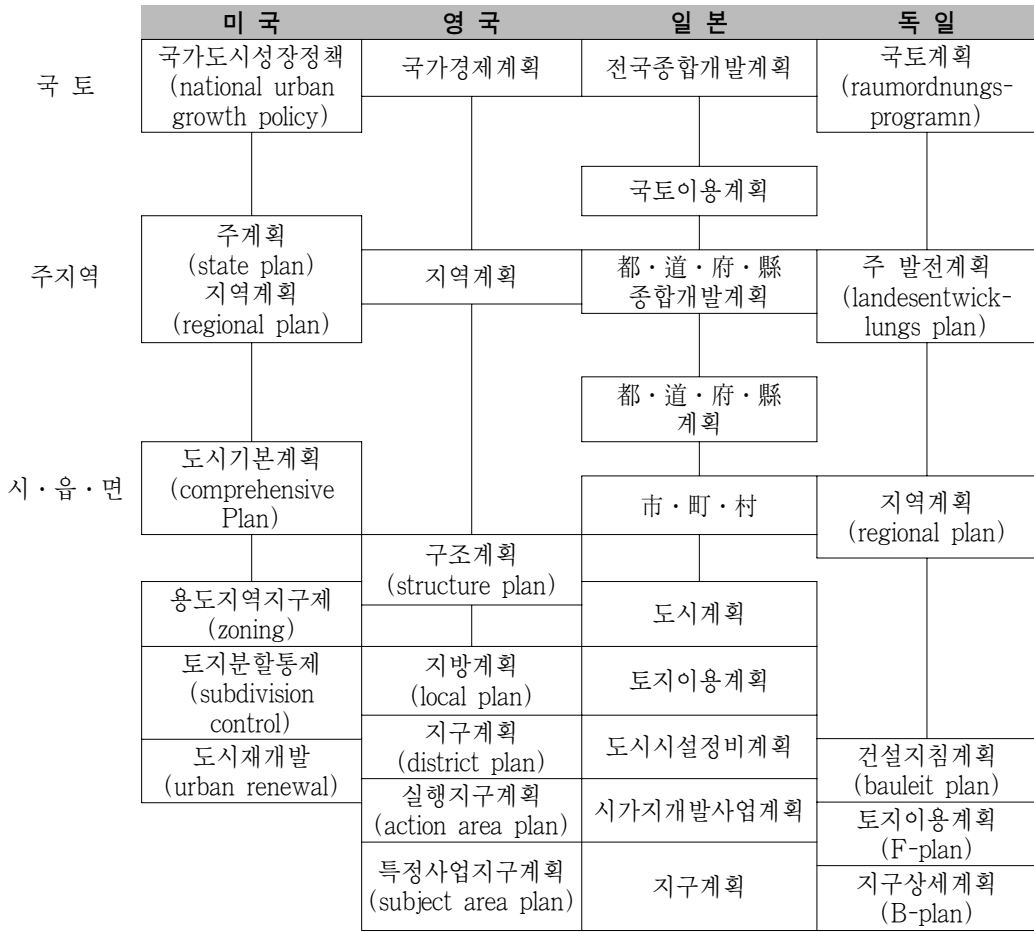 미 국
영 국
일 본
독 일
국 토
국가도시성장정책
(national urban
growth policy)
국가경제계획
전국종합개발계획
국토계획
(raumordnungs-
programn)
국토이용계획
주지역
주계획
(state plan)
지역계획
(regional plan)
지역계획
都・道・府・縣
종합개발계획
주 발전계획
(landesentwick-
lungs plan)
都・道・府・縣
계획
시・읍・면
도시기본계획
(comprehensive
Plan)
市・町・村
지역계획
(regional plan)
구조계획
(structure plan)
용도지역지구제
(zoning)
도시계획
토지분할통제
(subdivision
control)
지방계획
(local plan)
토지이용계획
도시재개발
(urban renewal)
지구계획
(district plan)
도시시설정비계획
건설지침계획
(bauleit plan)
실행지구계획
(action area plan)
시가지개발사업계획
토지이용계획
(F-plan)
특정사업지구계획
(subject area plan)
지구계획
지구상세계획
(B-plan)